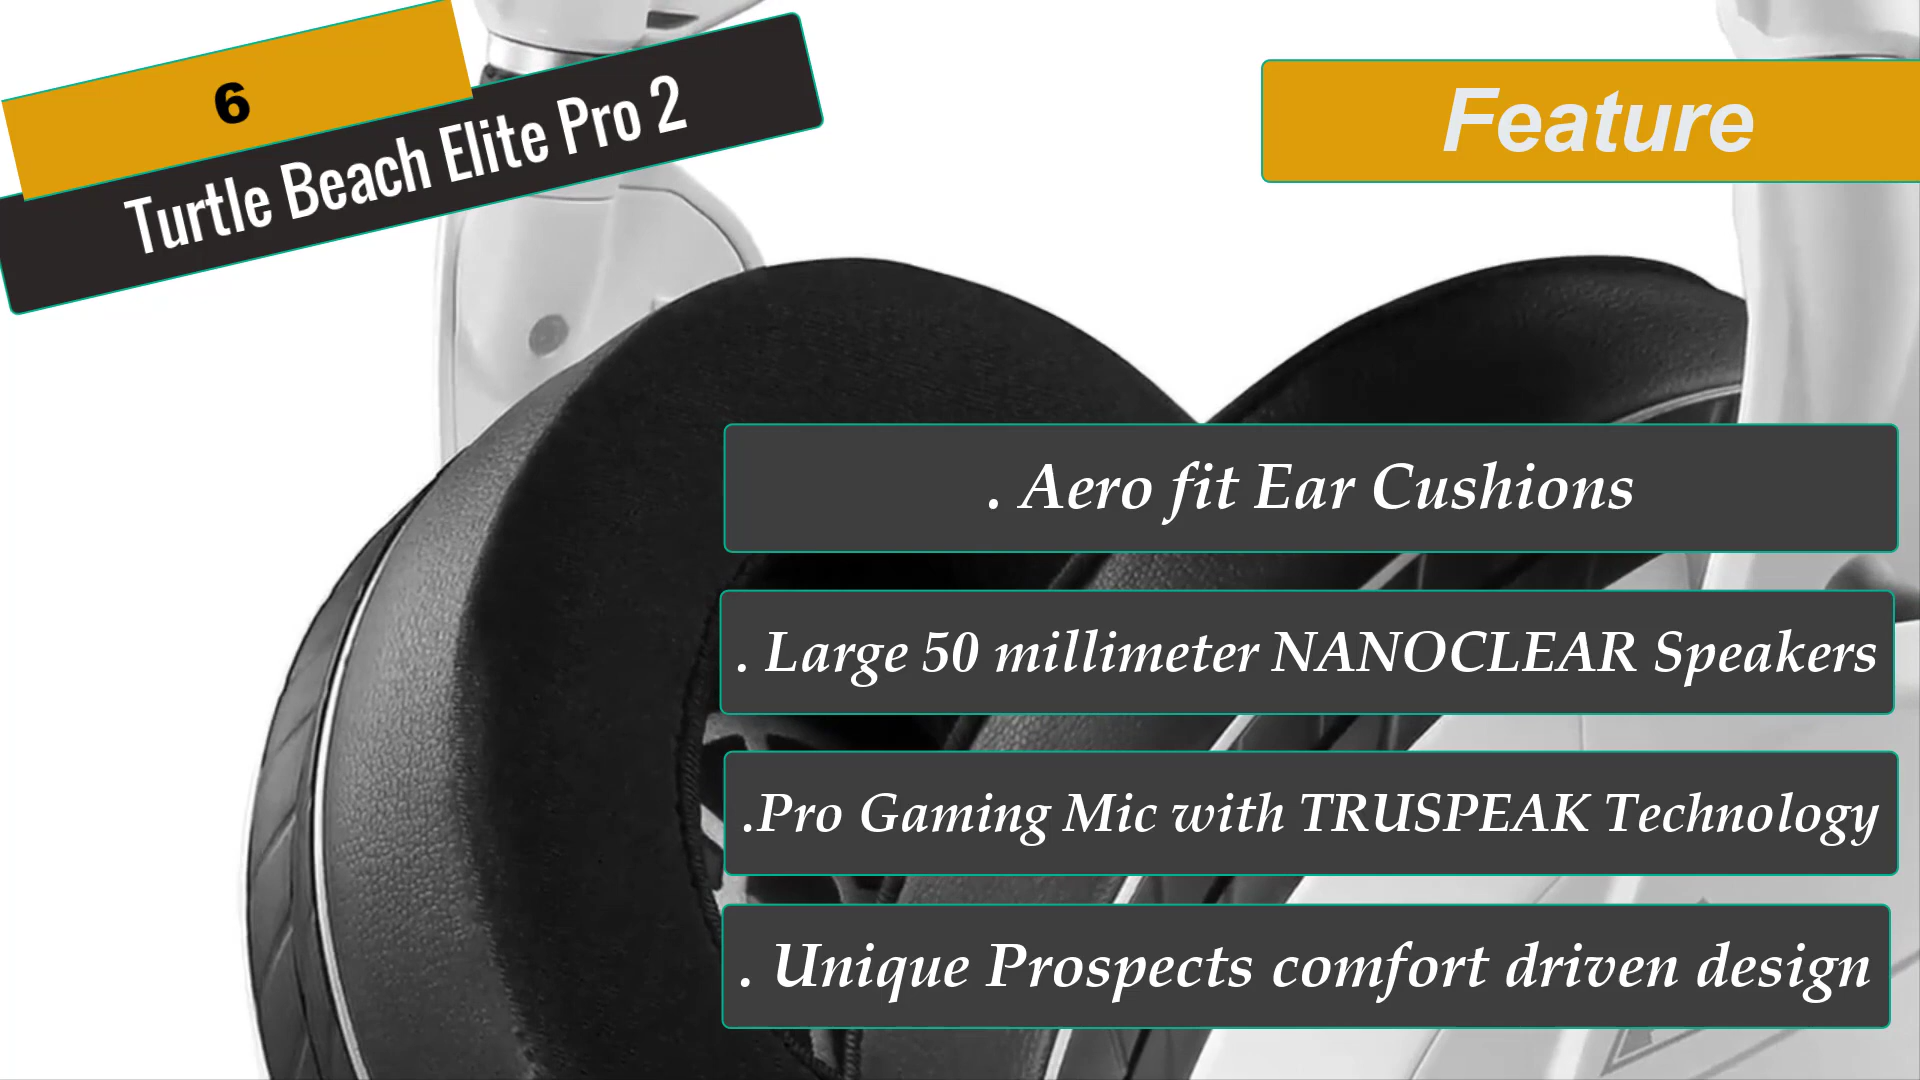 6
Turtle Beach Elite Pro 2
Feature
. Aero fit Ear Cushions
. Large 50 millimeter NANOCLEAR Speakers
.Pro Gaming Mic with TRUSPEAK Technology
. Unique Prospects comfort driven design